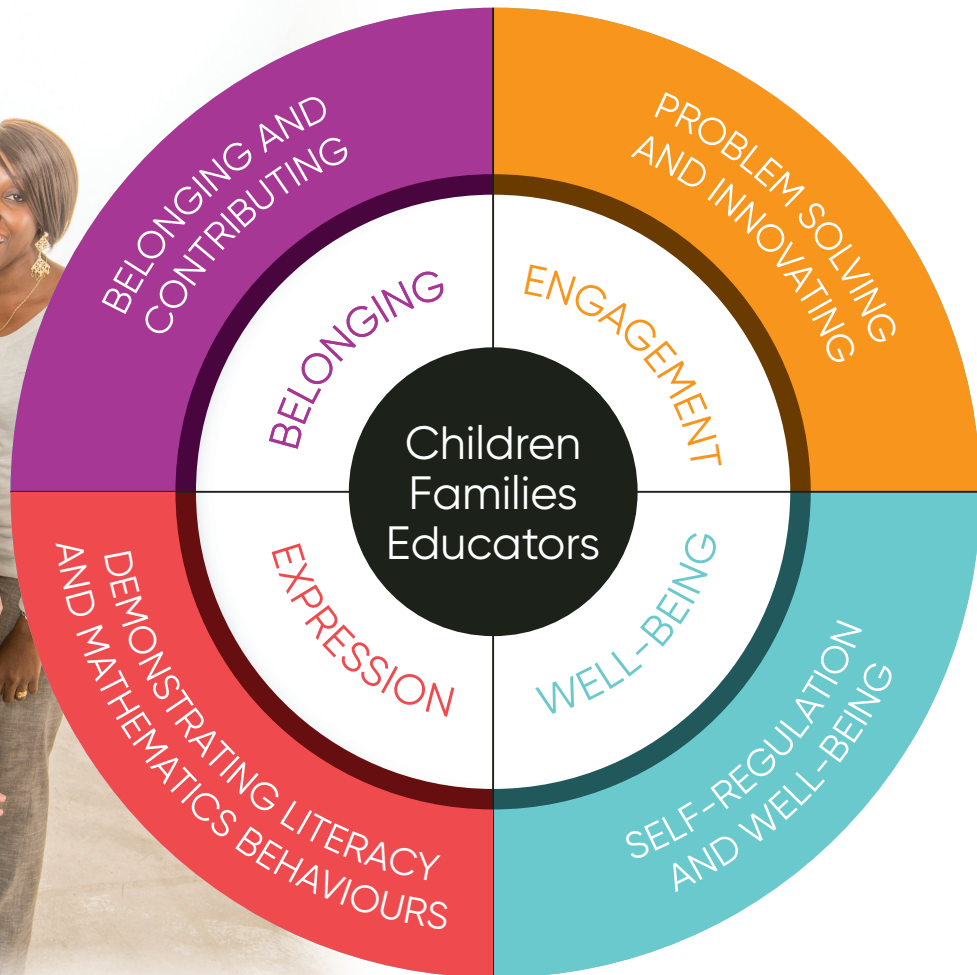 BELONGING AND
CONTRIBUTING
PROBLEM SOLVING
AND INNOVATING
BELONGING
ENGAGEMENT
Children
Families
Educators
EXPRESSION
WELL-BEING
DEMONSTRATING LITERACY
AND MATHEMATICS BEHAVIOURS
SELF-REGULATION
AND WELL-BEING